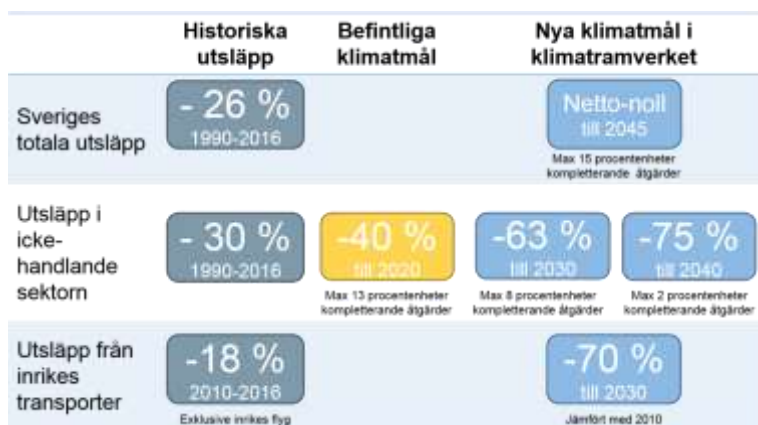 Historiska
utsläpp
Befintliga
klimatmål
Nya klimatmål i
klimatramverket
Sveriges
totala utsläpp
- 26 %
1990-2016
Netto-noll
till 2045
Max 15 procentenheter
kompletterande åtgärder
Utsläpp i
icke-
handlande
sektorn
- 30 %
1990-2016
-40 %
till 2020
Max 13 procentenheter
kompletterande åtgärder
-63 %
till 2030
Max 8 procentenheter
kompletterande åtgärder
-75 %
till 2040
Max 2 procentenheter
kompletterande åtgärder
Utsläpp från
inrikes
transporter
-18 %
2010-2016
Exklusive inrikes flyg
-70 %
till 2030
Jämfört med 2010